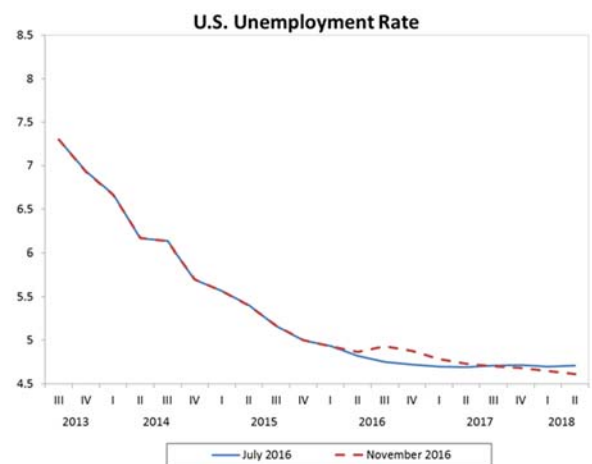 U.S. Unemployment Rate
8.5
8
7.5
7
6.5
6
5.5
5
4.5
III IV I II III IV I II III IV I II III IV I II III IV I II
2013 2014 2015 2016 2017 2018
July 2016 November 2016